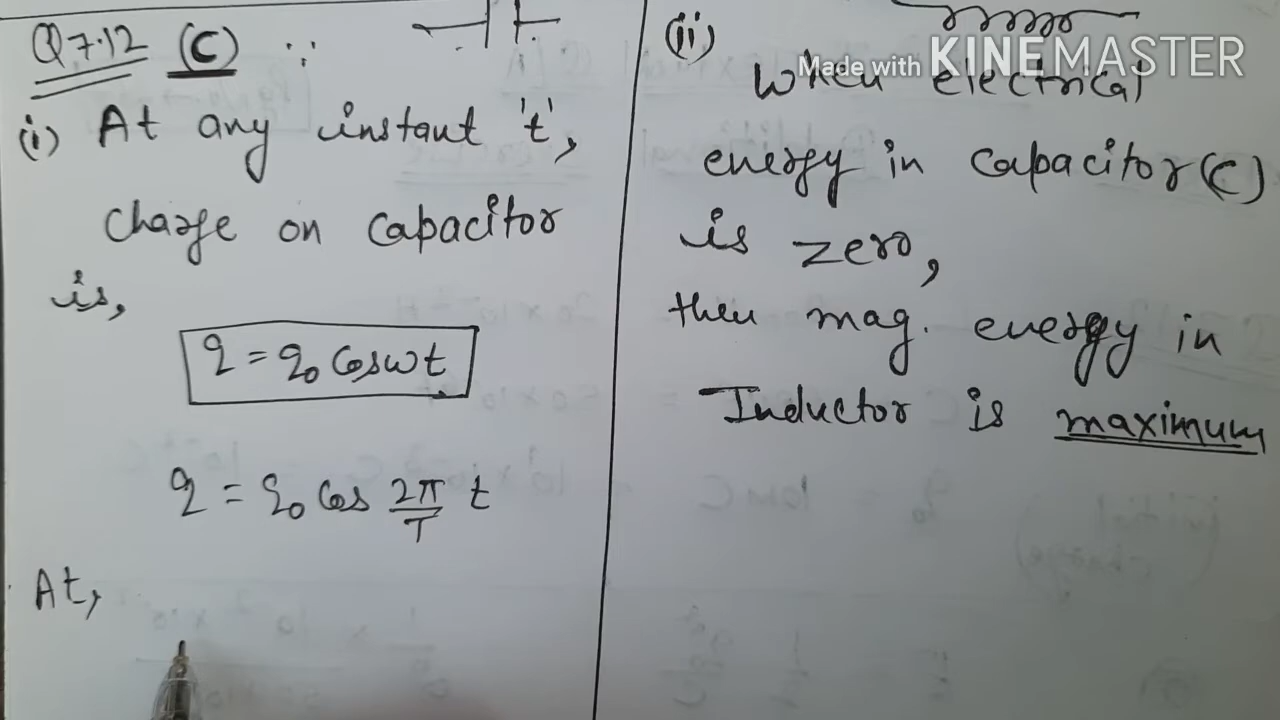 Q 7.12 (C) ∵
(i) At any instant 't',
charge on capacitor
is,
q = q₀ cos ωt
q = q₀ cos 2π/T t
At,
(ii)
When electrical
energy in capacitor (C)
is zero,
then mag. energy in
Inductor is maximum
Made with KINEMASTER